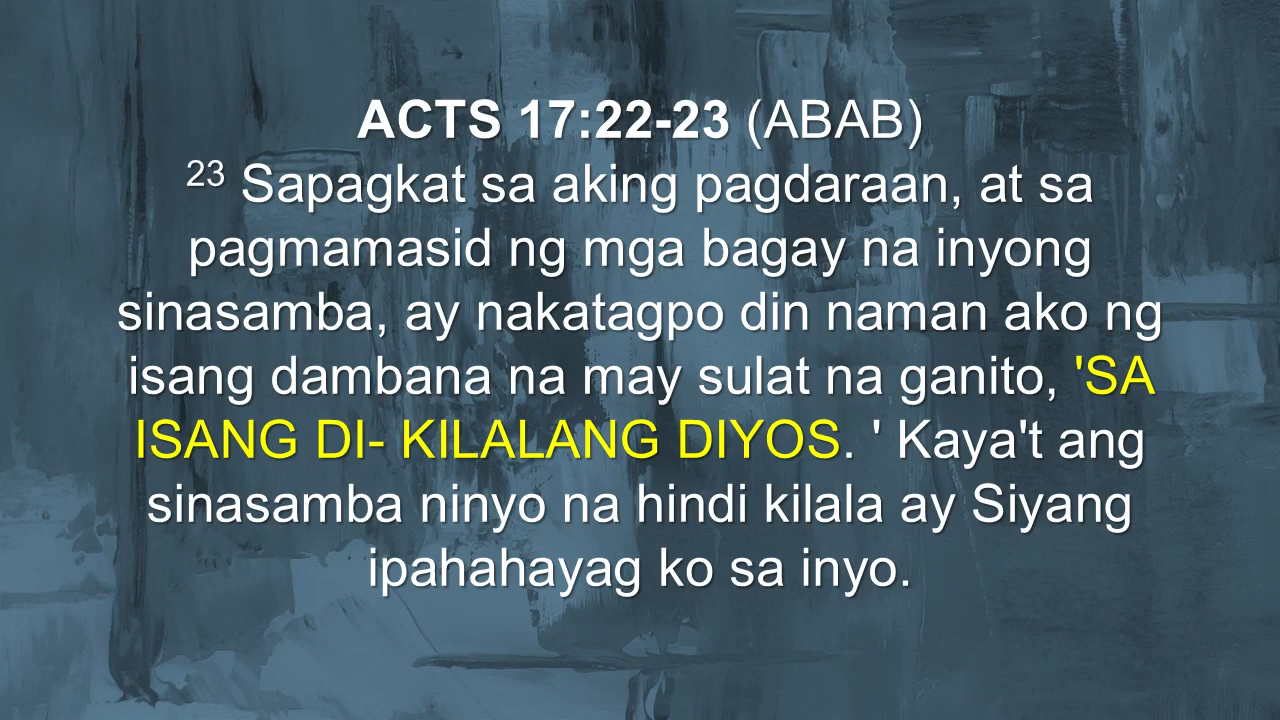 ACTS 17:22-23 (ABAB)
23 Sapagkat sa aking pagdaraan, at sa
pagmamasid ng mga bagay na inyong
sinasamba, ay nakatagpo din naman ako ng
isang dambana na may sulat na ganito, 'SA
ISANG DI- KILALANG DIYOS. ' Kaya't ang
sinasamba ninyo na hindi kilala ay Siyang
ipahahayag ko sa inyo.